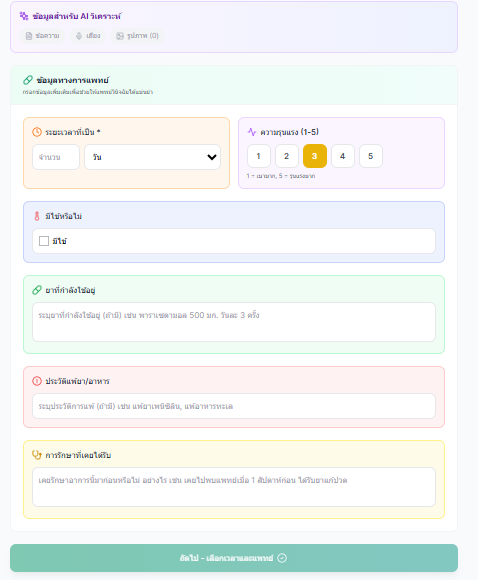 ข้อมูลสำหรับ AI วิเคราะห์
ข้อความ
เสียง
รูปภาพ (0)
ข้อมูลทางการแพทย์
กรอกข้อมูลเพิ่มเติมเพื่อช่วยให้แพทย์วินิจฉัยได้แม่นยำ
ระยะเวลาที่เป็น *
จำนวน
วัน
ความรุนแรง (1-5)
1 2 3 4 5
1 = เบามาก, 5 = รุนแรงมาก
มีไข้หรือไม่
มีไข้
ยาที่กำลังใช้อยู่
ระบุยาที่กำลังใช้อยู่ (ถ้ามี) เช่น พาราเซตามอล 500 มก. วันละ 3 ครั้ง
ประวัติแพ้ยา/อาหาร
ระบุประวัติการแพ้ (ถ้ามี) เช่น แพ้ยาเพนิซิลิน, แพ้อาหารทะเล
การรักษาที่เคยได้รับ
เคยรักษาอาการนี้มาก่อนหรือไม่ อย่างไร เช่น เคยไปพบแพทย์เมื่อ 1 สัปดาห์ก่อน ได้รับยาแก้ปวด
ถัดไป - เลือกเวลาและแพทย์